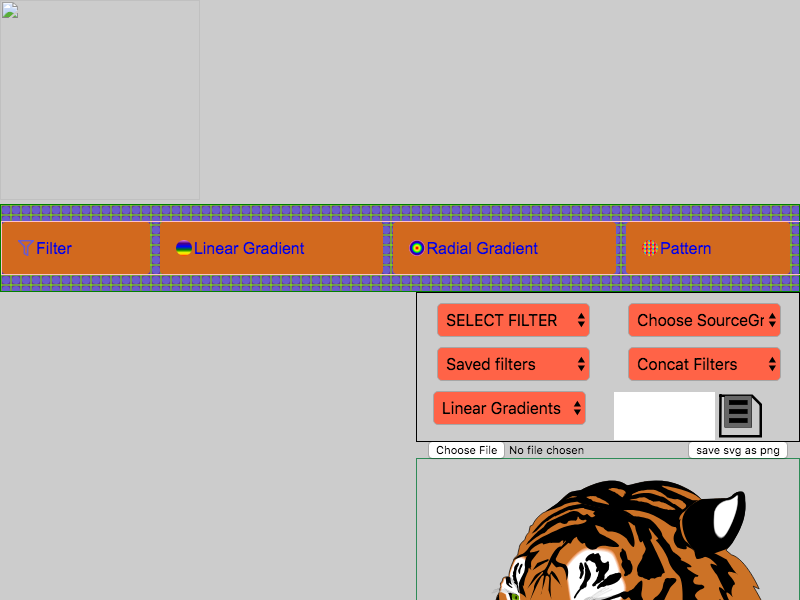 Filter
Linear Gradient
Radial Gradient
Pattern
SELECT FILTER
Choose SourceGr
Saved filters
Concat Filters
Linear Gradients
Choose File No file chosen
save svg as png